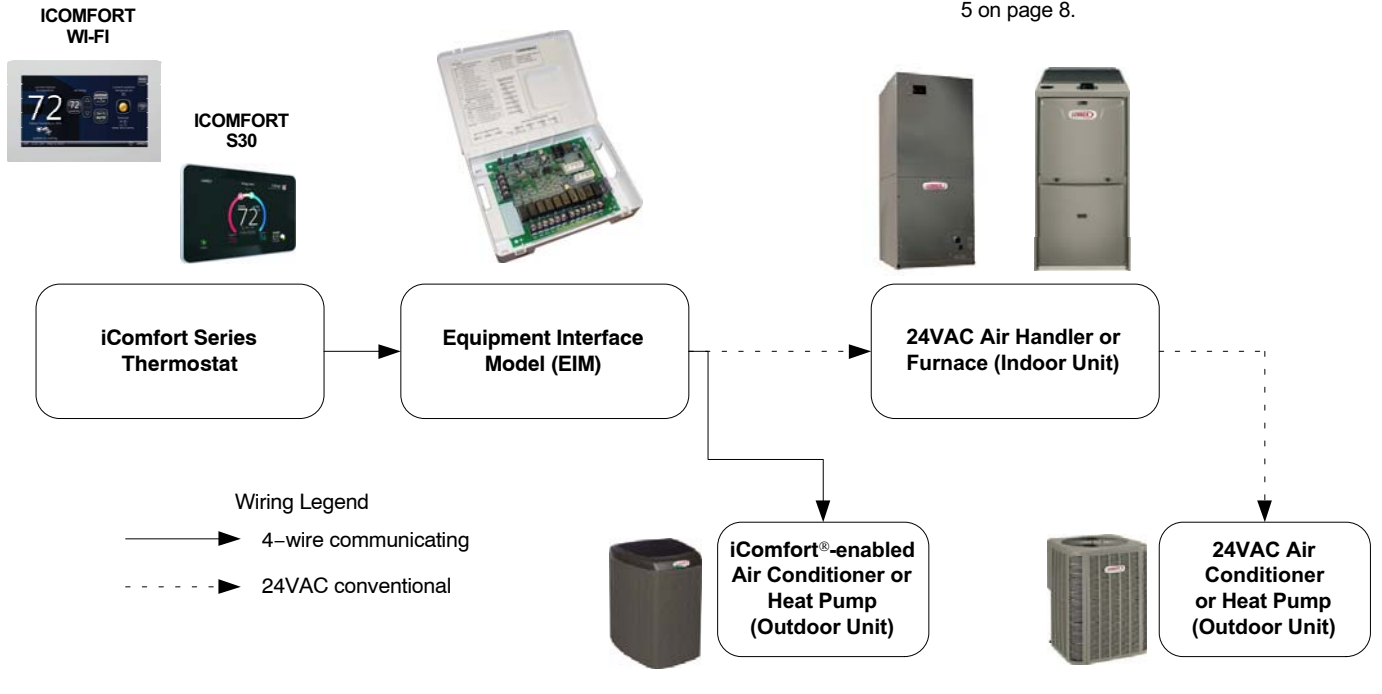 5 on page 8.
ICOMFORT
WI-FI
72
72
ICOMFORT
S30
72
LENNOX
LENNOX
iComfort Series
Thermostat
Equipment Interface
Model (EIM)
24VAC Air Handler or
Furnace (Indoor Unit)
Wiring Legend
4–wire communicating
24VAC conventional
iComfort®-enabled
Air Conditioner or
Heat Pump
(Outdoor Unit)
24VAC Air
Conditioner
or Heat Pump
(Outdoor Unit)